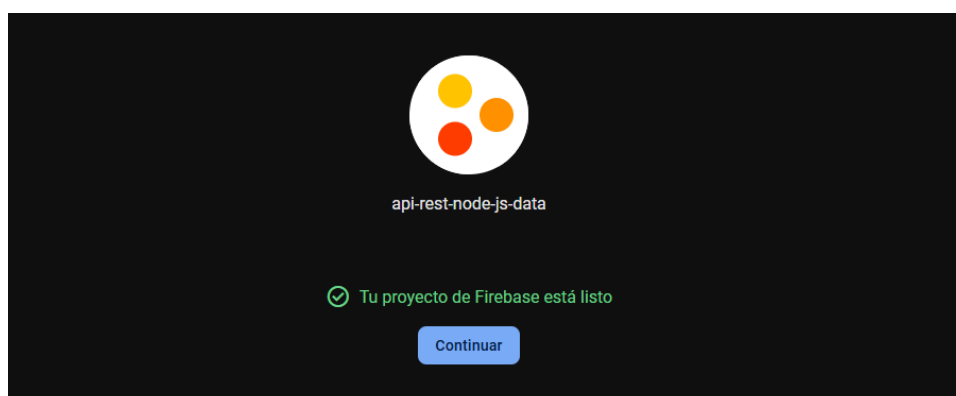 api-rest-node-js-data
Tu proyecto de Firebase está listo
Continuar